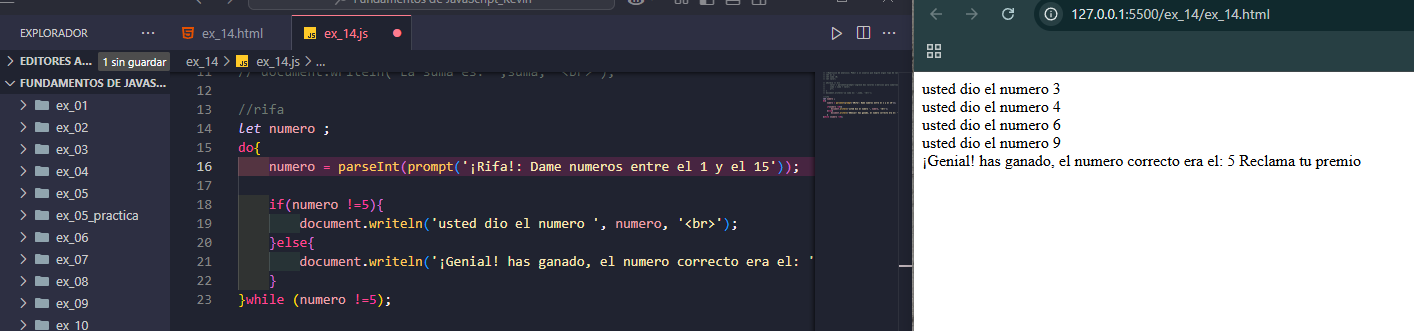 Fundamentos de JavaScript_Kevin
EXPLORADOR
ex_14.html
JS ex_14.js
EDITORES A... 1 sin guardar
ex_14 > JS ex_14.js > ...
FUNDAMENTOS DE JAVAS...
ex_01
ex_02
ex_03
ex_04
ex_05
ex_05_practica
ex_06
ex_07
ex_08
ex_09
ex_10
11 // document.writeln('La suma es: ',suma, '<br>');
12
13 //rifa
14 let numero ;
15 do{
16 numero = parseInt(prompt('¡Rifa!: Dame numeros entre el 1 y el 15'));
17
18 if(numero !=5){
19 document.writeln('usted dio el numero ', numero, '<br>');
20 }else{
21 document.writeln('¡Genial! has ganado, el numero correcto era el: '
22 }
23 }while (numero !=5);
127.0.0.1:5500/ex_14/ex_14.html
usted dio el numero 3
usted dio el numero 4
usted dio el numero 6
usted dio el numero 9
¡Genial! has ganado, el numero correcto era el: 5 Reclama tu premio